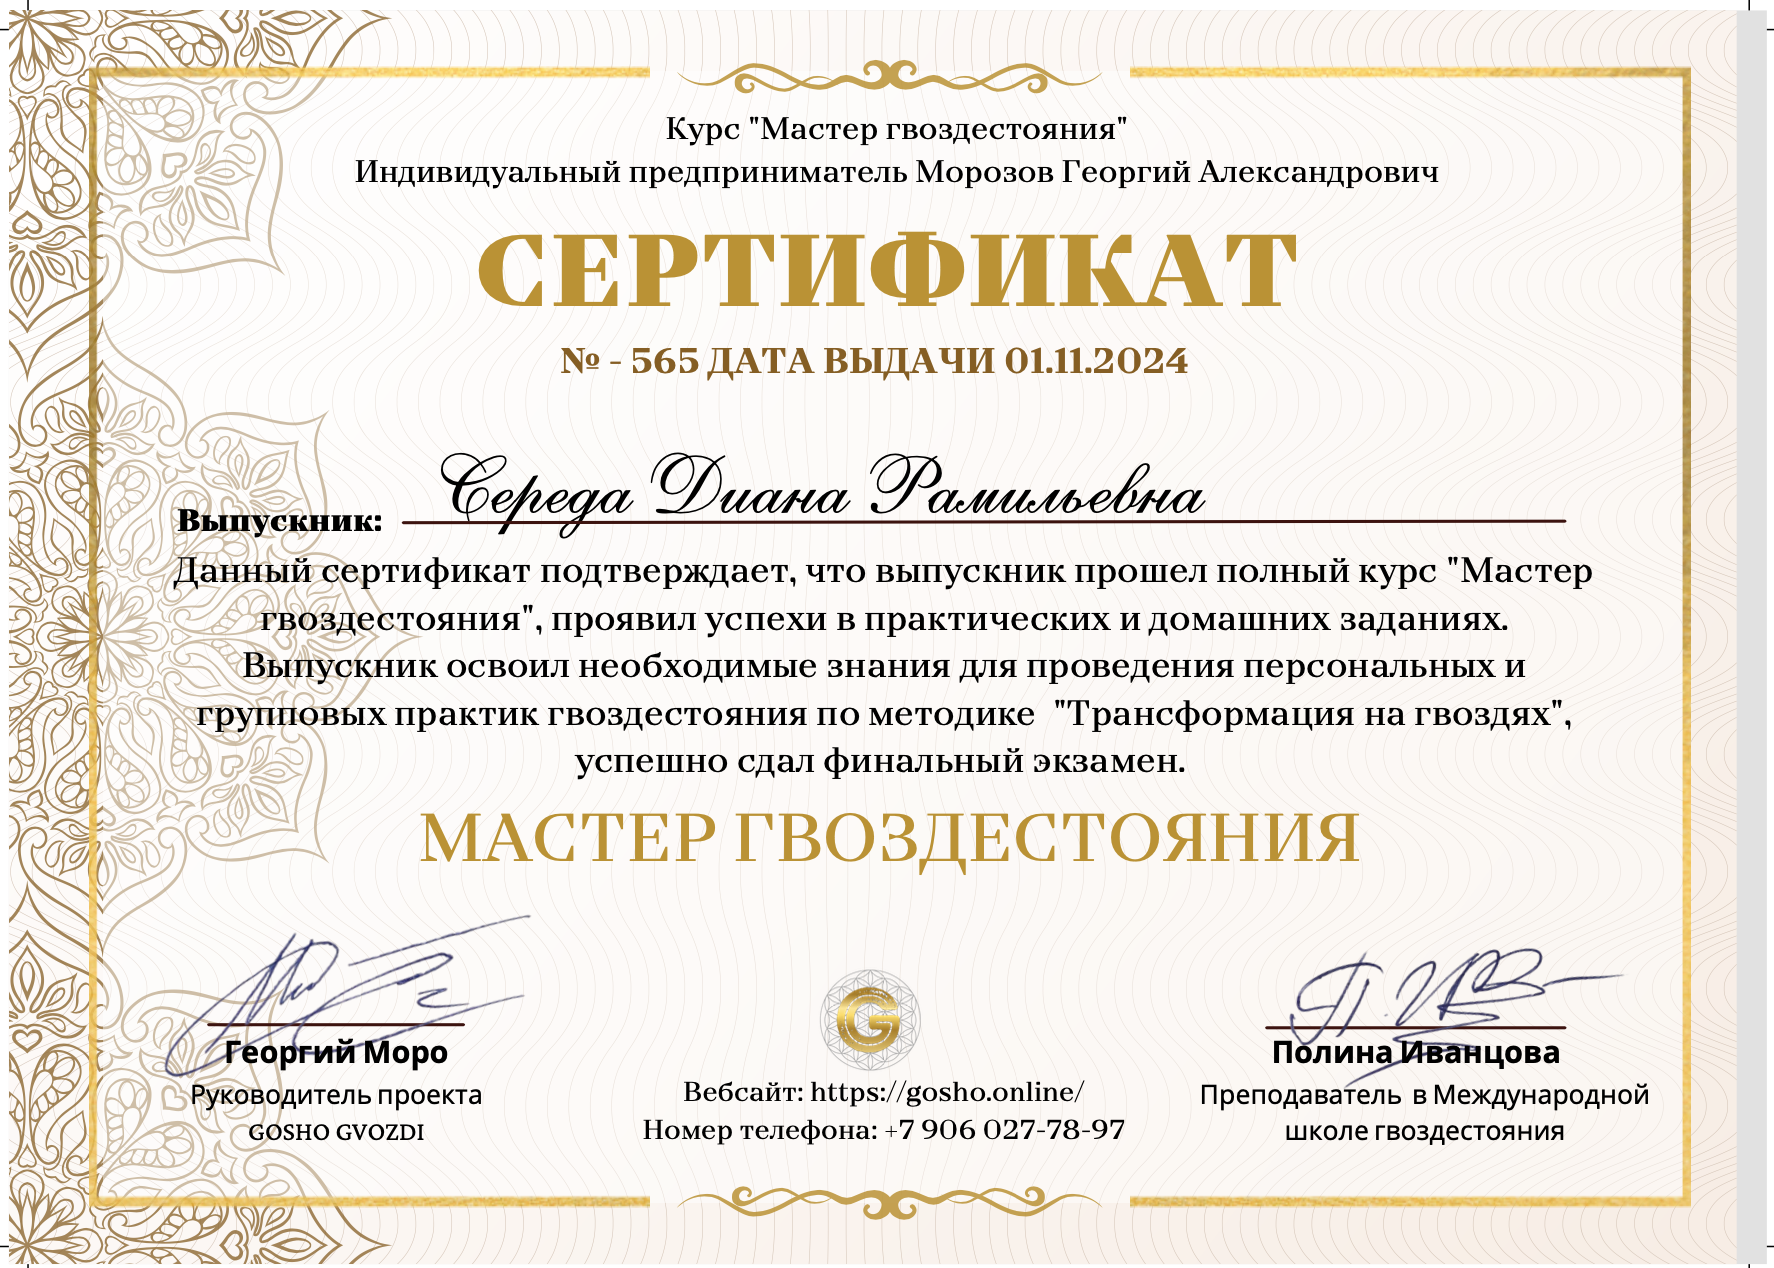 Курс "Мастер гвоздестояния"
Индивидуальный предприниматель Морозов Георгий Александрович
СЕРТИФИКАТ
№ - 565 ДАТА ВЫДАЧИ 01.11.2024
Выпускник: Середа Диана Рамильевна
Данный сертификат подтверждает, что выпускник прошел полный курс "Мастер
гвоздестояния", проявил успехи в практических и домашних заданиях.
Выпускник освоил необходимые знания для проведения персональных и
групповых практик гвоздестояния по методике "Трансформация на гвоздях",
успешно сдал финальный экзамен.
МАСТЕР ГВОЗДЕСТОЯНИЯ
Георгий Моро
Руководитель проекта
GOSHO GVOZDI
G
Вебсайт: https://gosho.online/
Номер телефона: +7 906 027-78-97
П. Ив
Полина Иванцова
Преподаватель в Международной
школе гвоздестояния